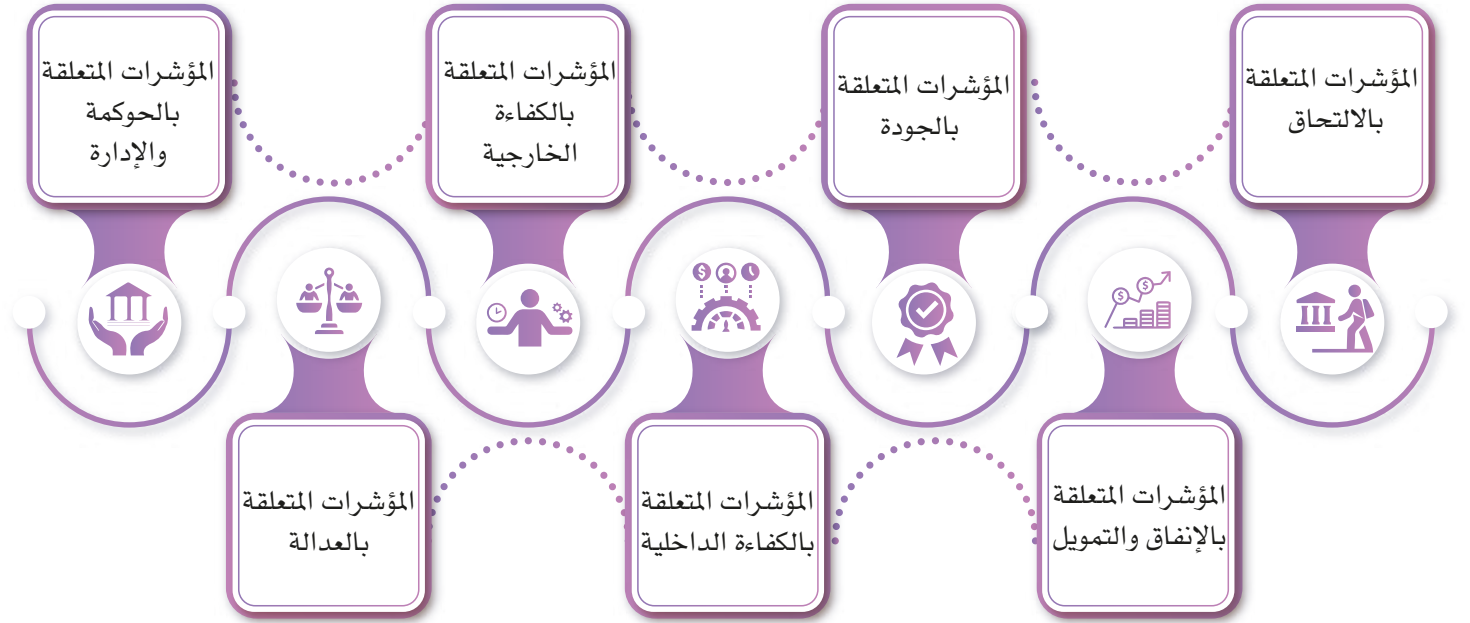 المؤشرات المتعلقة
بالالتحاق
المؤشرات المتعلقة
بالإنفاق والتمويل
المؤشرات المتعلقة
بالجودة
المؤشرات المتعلقة
بالكفاءة الداخلية
المؤشرات المتعلقة
بالكفاءة
الخارجية
المؤشرات المتعلقة
بالعدالة
المؤشرات المتعلقة
بالحوكمة
والإدارة